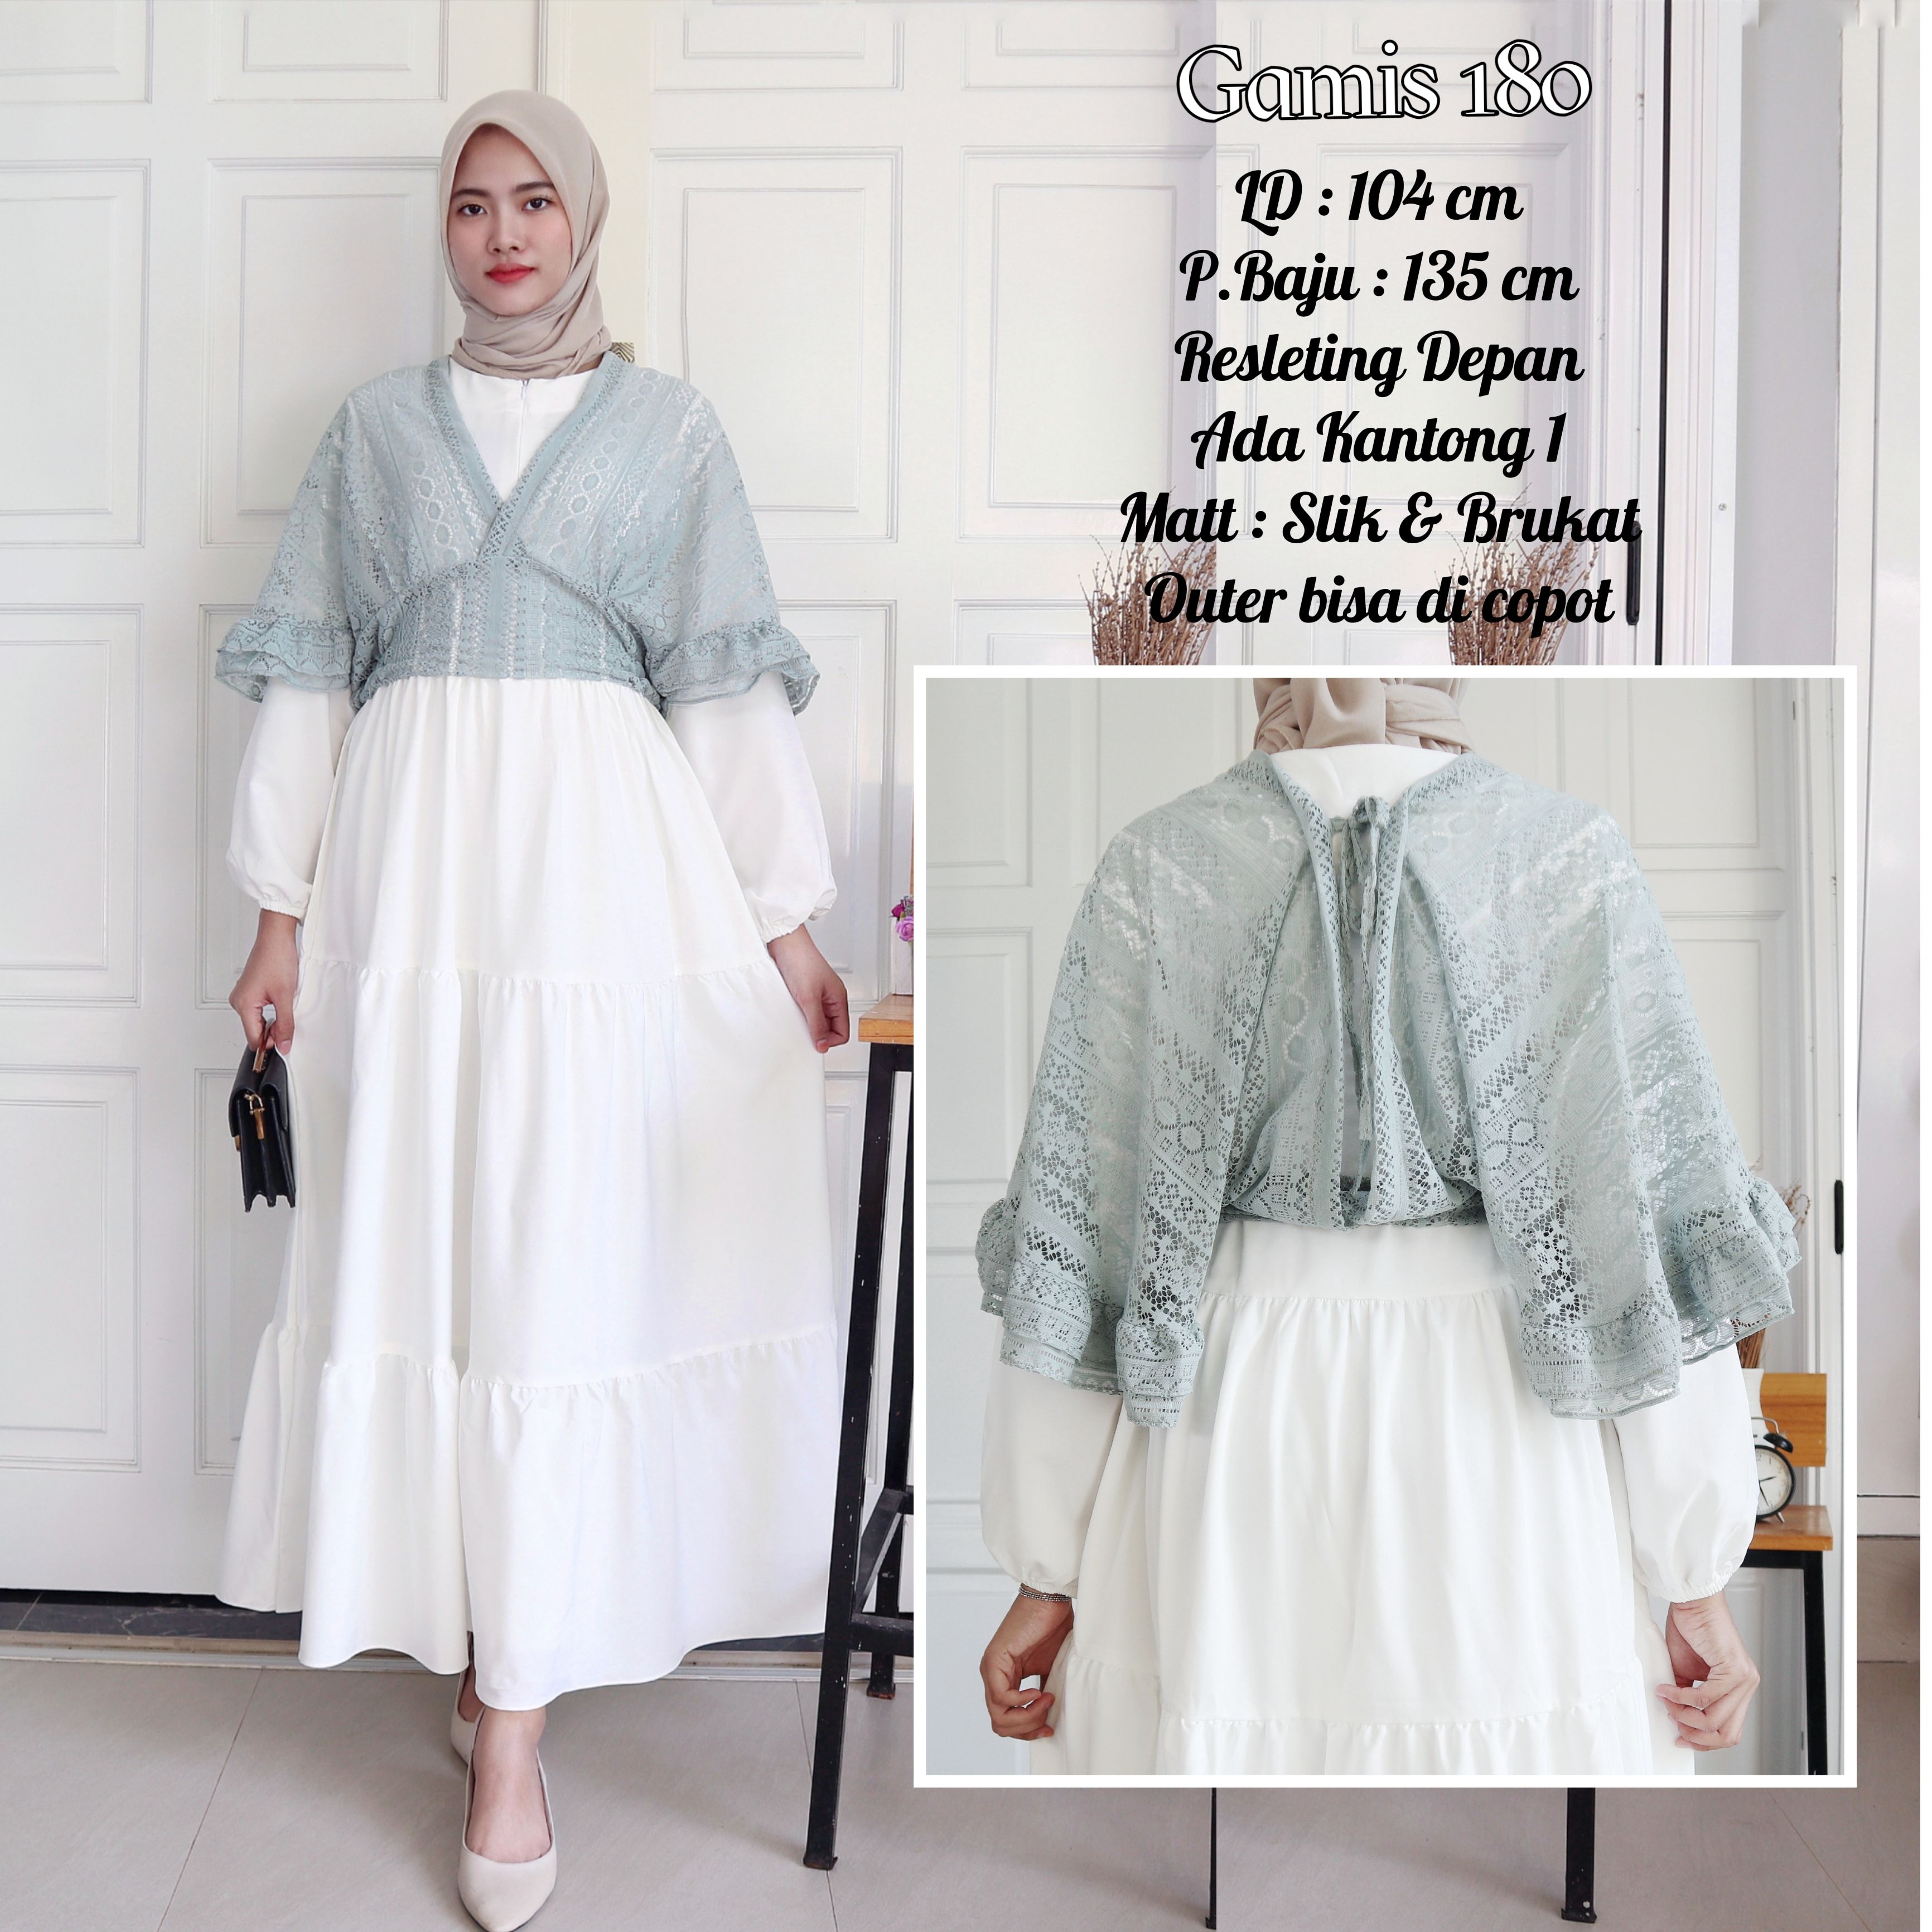 Gamis 180
LD : 104 cm
P.Baju : 135 cm
Resleting Depan
Ada Kantong 1
Matt : Slik & Brukat
Outer bisa di copot